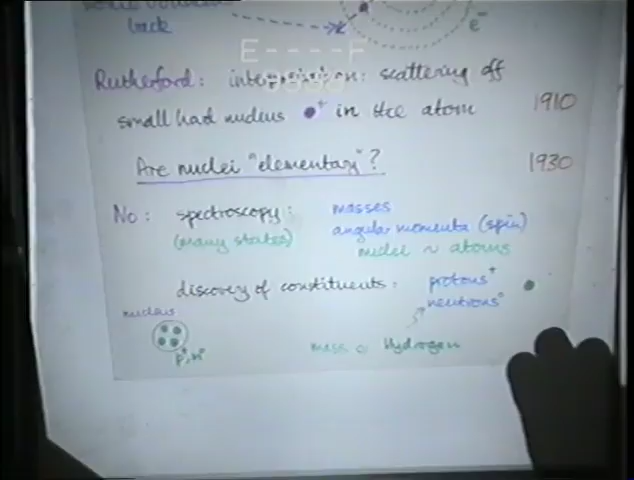 back
e⁻
E-----F
Rutherford: interpretation: scattering off
small hard nucleus ●⁺ in the atom 1910
Are nuclei "elementary"? 1930
No: spectroscopy: masses
(many states) angular momenta (spin)
nuclei ~ atoms
discovery of constituents: protons⁺
neutrons⁰
nucleus
p⁺, n⁰
mass Hydrogen